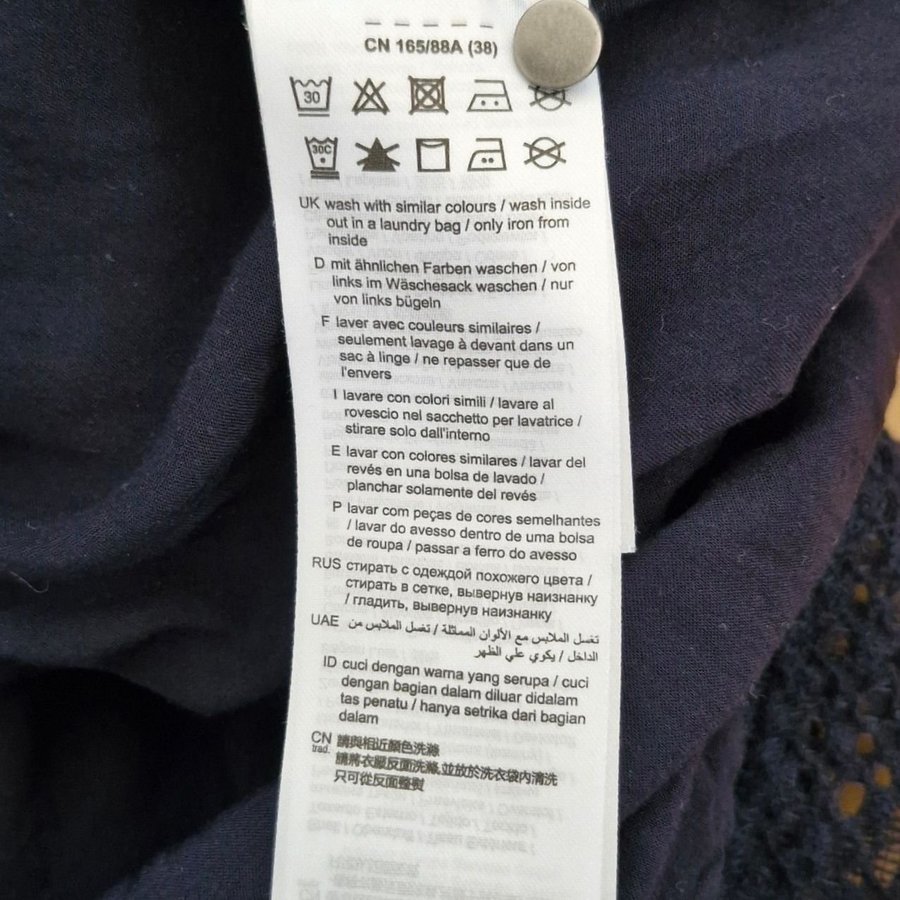 CN 165/88A (38)
30
30C
UK wash with similar colours / wash inside
out in a laundry bag / only iron from
inside
D mit ähnlichen Farben waschen / von
links im Wäschesack waschen / nur
von links bügeln
F laver avec couleurs similaires /
seulement lavage à devant dans un
sac à linge / ne repasser que de
l'envers
I lavare con colori simili / lavare al
rovescio nel sacchetto per lavatrice /
stirare solo dall'interno
E lavar con colores similares / lavar del
revés en una bolsa de lavado /
planchar solamente del revés
P lavar com peças de cores semelhantes
/ lavar do avesso dentro de uma bolsa
de roupa / passar a ferro do avesso
RUS стирать с одеждой похожего цвета /
стирать в сетке, вывернув наизнанку
/ гладить, вывернув наизнанку
UAE تغسل الملابس مع الألوان المماثلة / تغسل الملابس من
الداخل / يكوي علي الظهر
ID cuci dengan warna yang serupa / cuci
dengan bagian dalam diluar didalam
tas penatu / hanya setrika dari bagian
dalam
CN trad. 請與相近顏色洗滌
請將衣服反面洗滌,並放於洗衣袋內清洗
只可從反面整熨